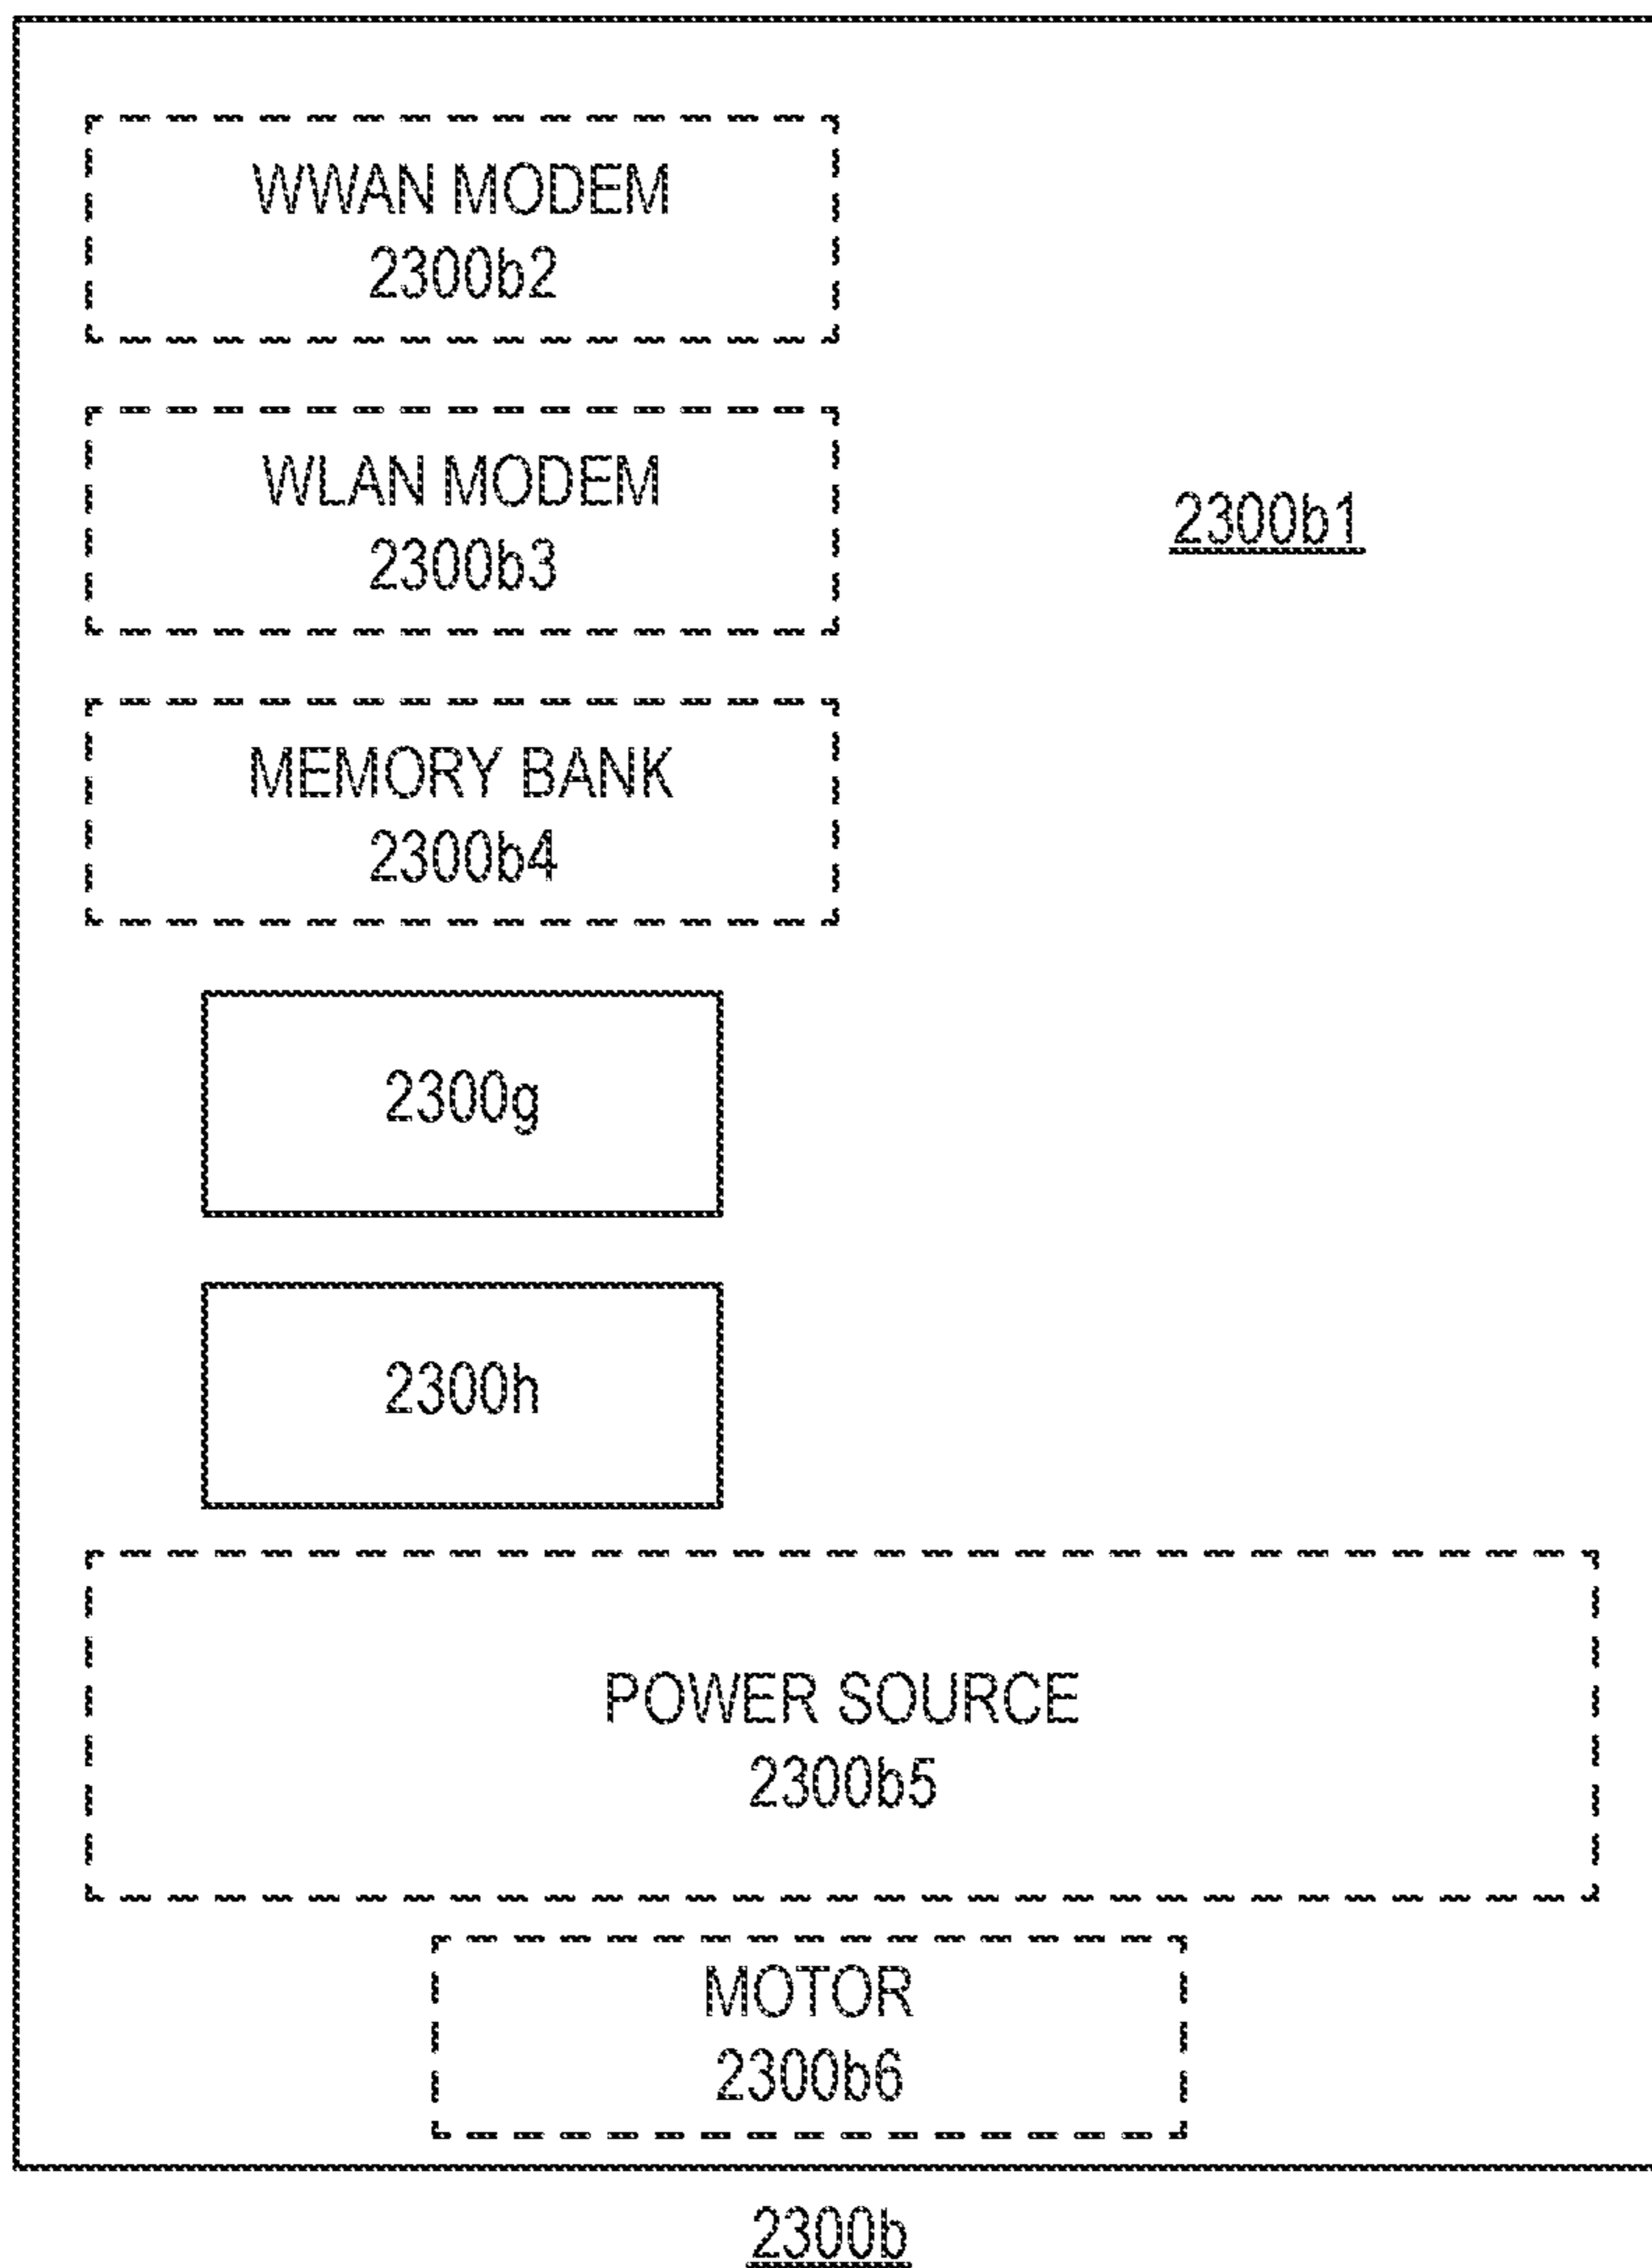 WWAN MODEM
2300b2
WLAN MODEM
2300b3
2300b1
MEMORY BANK
2300b4
2300g
2300h
POWER SOURCE
2300b5
MOTOR
2300b6
2300b